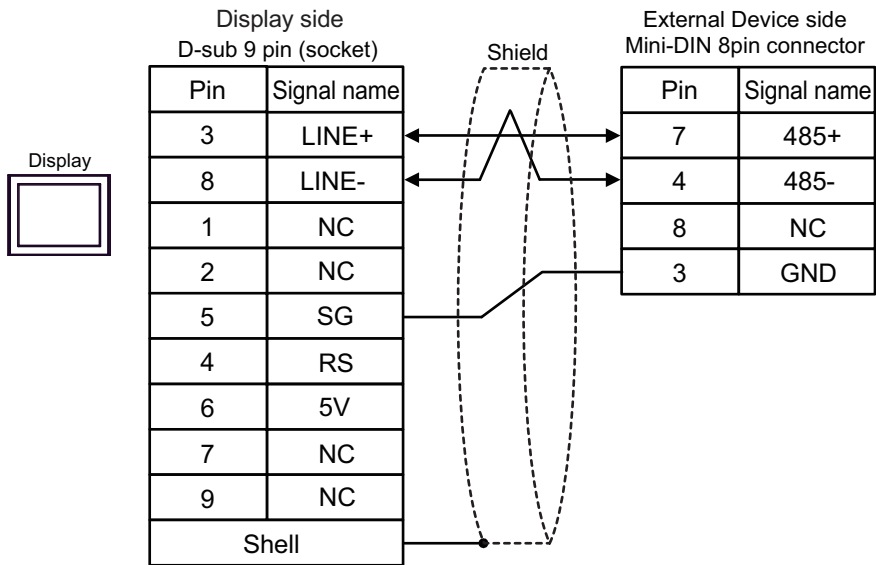 Display side
D-sub 9 pin (socket)
Shield
External Device side
Mini-DIN 8pin connector
Display
Pin Signal name
3 LINE+
8 LINE-
1 NC
2 NC
5 SG
4 RS
6 5V
7 NC
9 NC
Shell
Pin Signal name
7 485+
4 485-
8 NC
3 GND